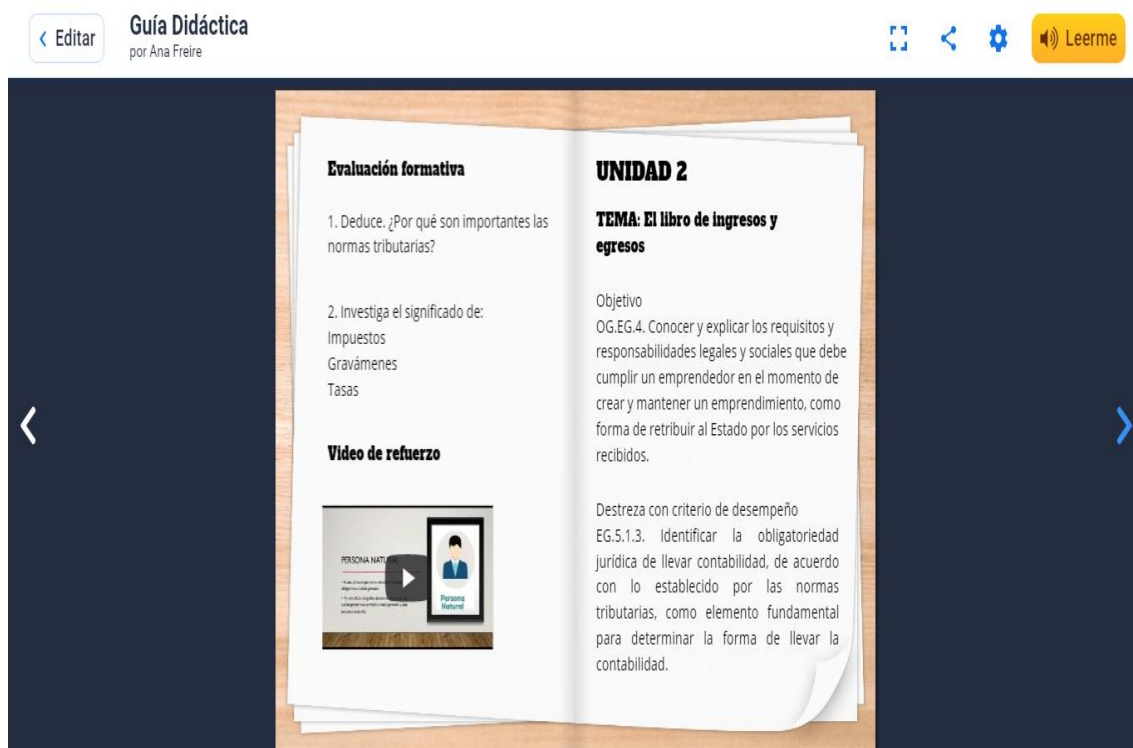 Editar
Guía Didáctica
por Ana Freire
Leerme
Evaluación formativa
1. Deduce. ¿Por qué son importantes las
normas tributarias?
2. Investiga el significado de:
Impuestos
Gravámenes
Tasas
Video de refuerzo
PERSONA NATURAL
Persona
Natural
UNIDAD 2
TEMA: El libro de ingresos y
egresos
Objetivo
OG.EG.4. Conocer y explicar los requisitos y
responsabilidades legales y sociales que debe
cumplir un emprendedor en el momento de
crear y mantener un emprendimiento, como
forma de retribuir al Estado por los servicios
recibidos.
Destreza con criterio de desempeño
EG.5.1.3. Identificar la obligatoriedad
jurídica de llevar contabilidad, de acuerdo
con lo establecido por las normas
tributarias, como elemento fundamental
para determinar la forma de llevar la
contabilidad.